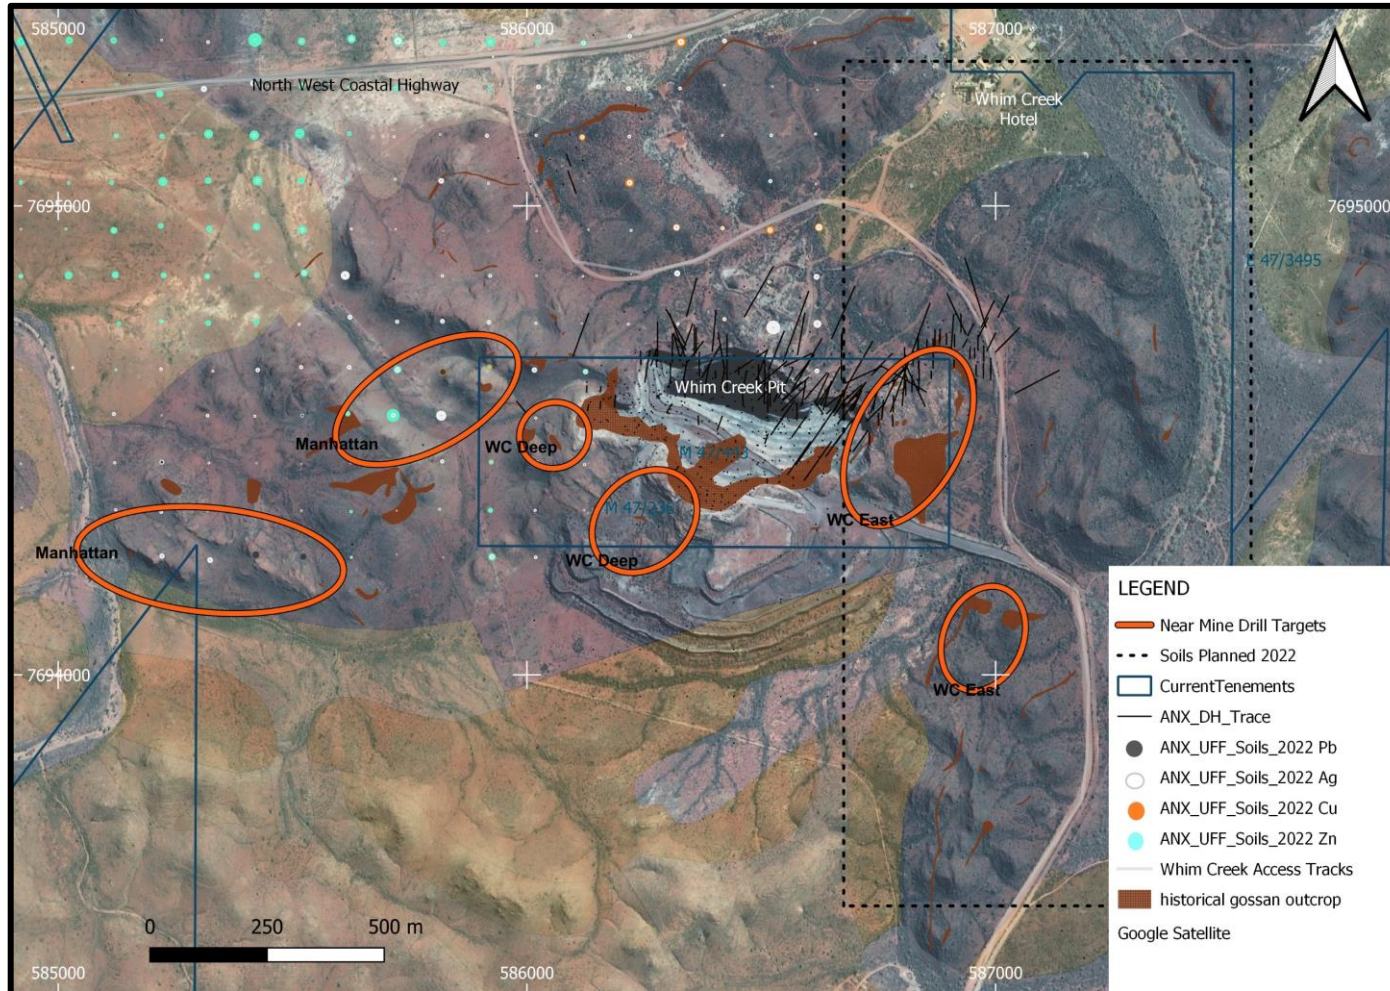 585000
586000
587000
North West Coastal Highway
Whim Creek
Hotel
7695000
7695000
E 47/3495
Whim Creek Pit
Manhattan
WC Deep
M 47/443
M 47/236
WC East
Manhattan
WC Deep
7694000
WC East
LEGEND
Near Mine Drill Targets
Soils Planned 2022
CurrentTenements
ANX_DH_Trace
ANX_UFF_Soils_2022 Pb
ANX_UFF_Soils_2022 Ag
ANX_UFF_Soils_2022 Cu
ANX_UFF_Soils_2022 Zn
Whim Creek Access Tracks
historical gossan outcrop
Google Satellite
0 250 500 m
585000
586000
587000